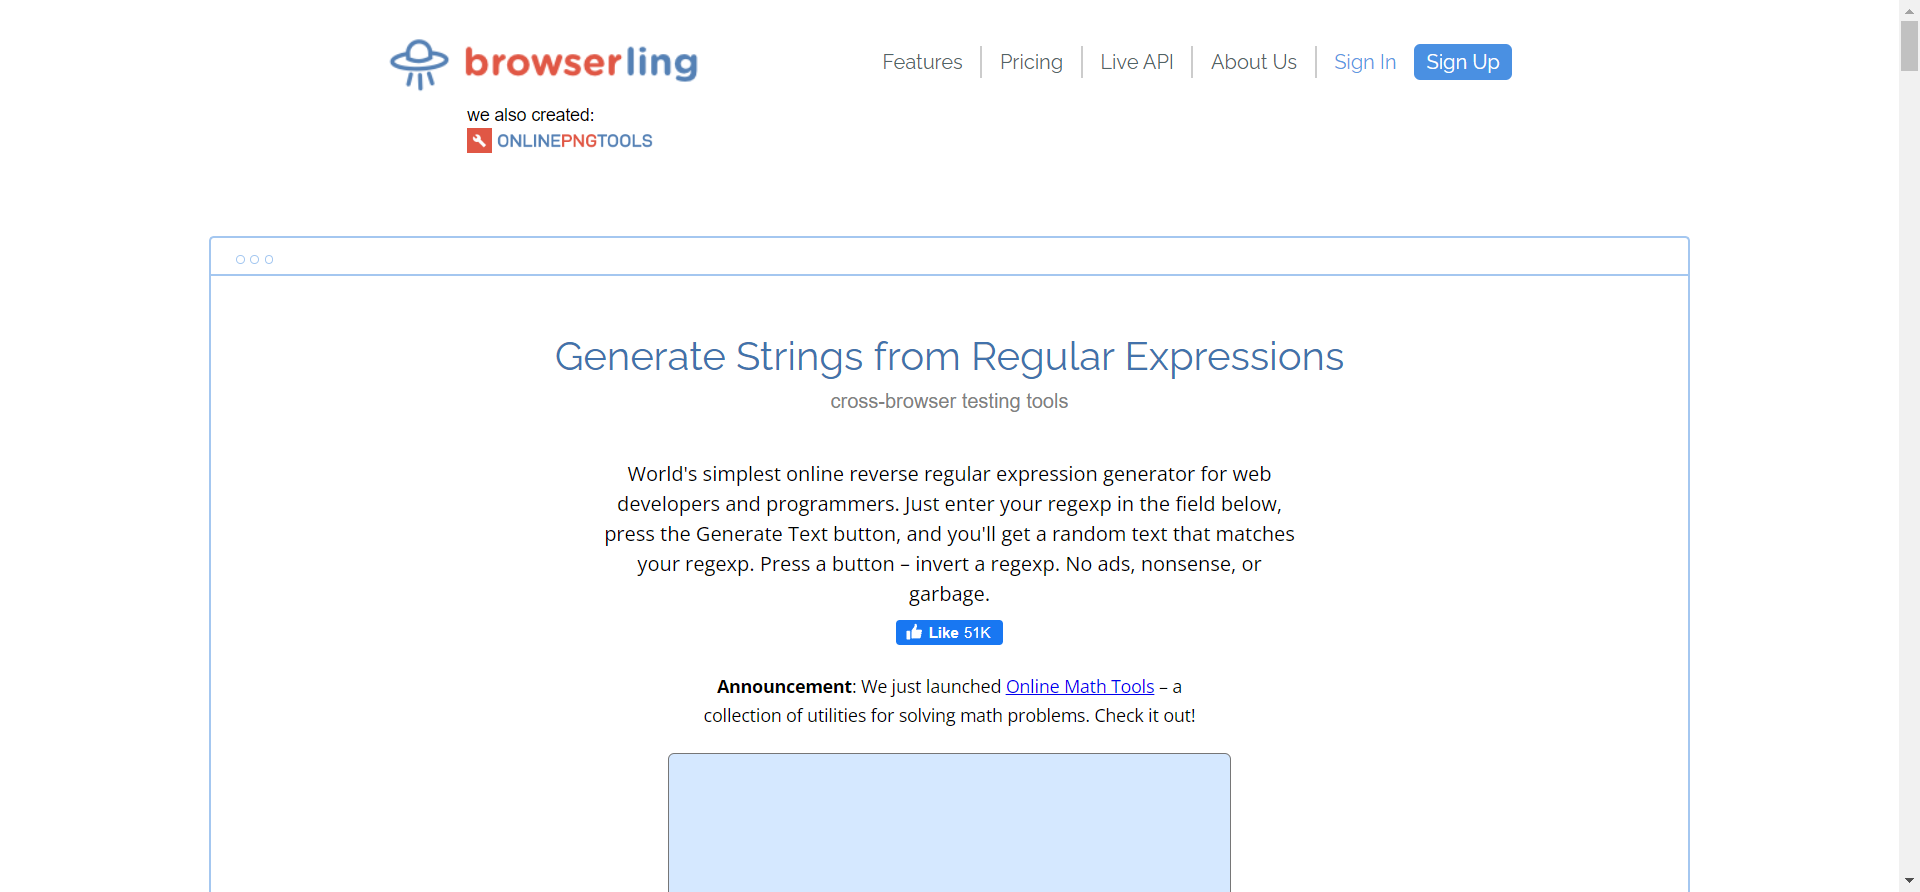 browserling
Features
Pricing
Live API
About Us
Sign In
Sign Up
we also created:
ONLINEPNGTOOLS
Generate Strings from Regular Expressions
cross-browser testing tools
World's simplest online reverse regular expression generator for web
developers and programmers. Just enter your regexp in the field below,
press the Generate Text button, and you'll get a random text that matches
your regexp. Press a button – invert a regexp. No ads, nonsense, or
garbage.
Like 51K
Announcement: We just launched Online Math Tools – a
collection of utilities for solving math problems. Check it out!